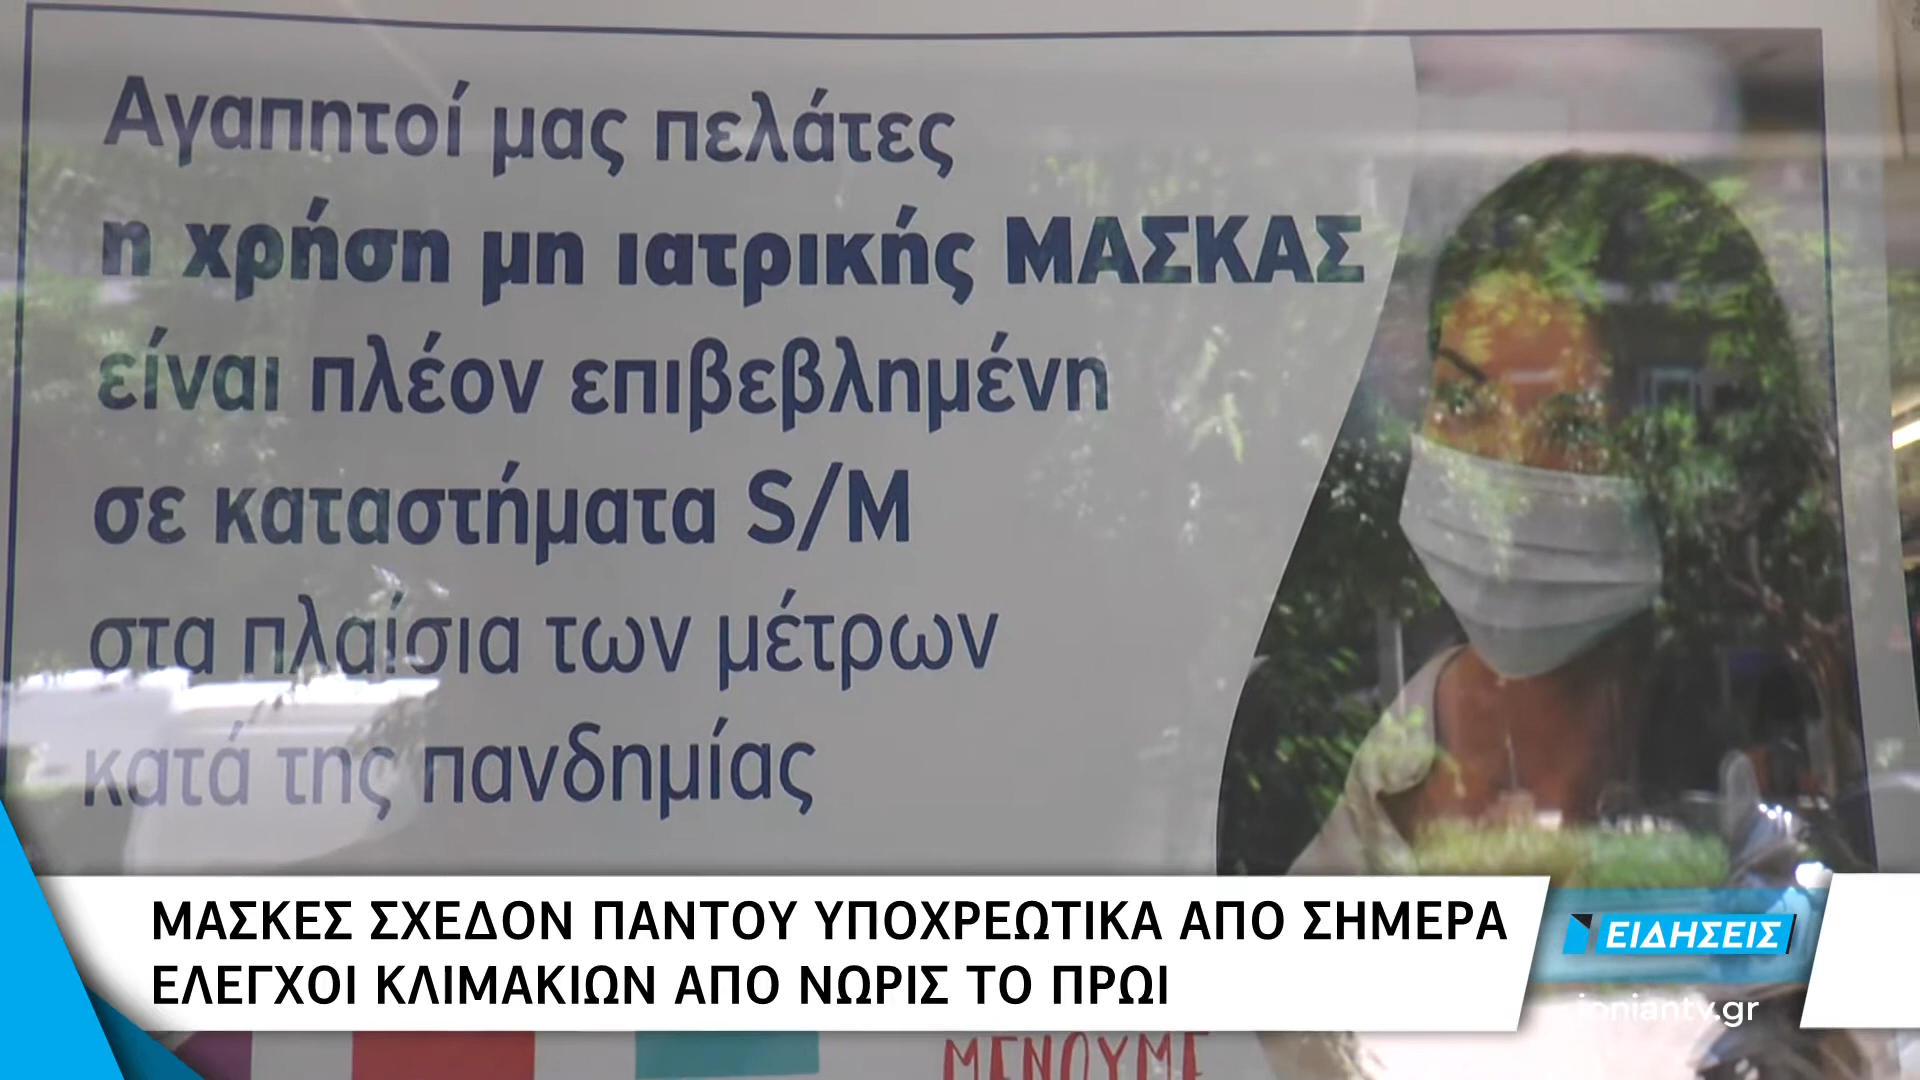 Αγαπητοί μας πελάτες
η χρήση μη ιατρικής ΜΑΣΚΑΣ
είναι πλέον επιβεβλημένη
σε καταστήματα S/M
στα πλαίσια των μέτρων
κατά της πανδημίας
ΜΑΣΚΕΣ ΣΧΕΔΟΝ ΠΑΝΤΟΥ ΥΠΟΧΡΕΩΤΙΚΑ ΑΠΟ ΣΗΜΕΡΑ
ΕΛΕΓΧΟΙ ΚΛΙΜΑΚΙΩΝ ΑΠΟ ΝΩΡΙΣ ΤΟ ΠΡΩΙ
ΕΙΔΗΣΕΙΣ
ioniantv.gr
ΜΕΝΟΥΜΕ